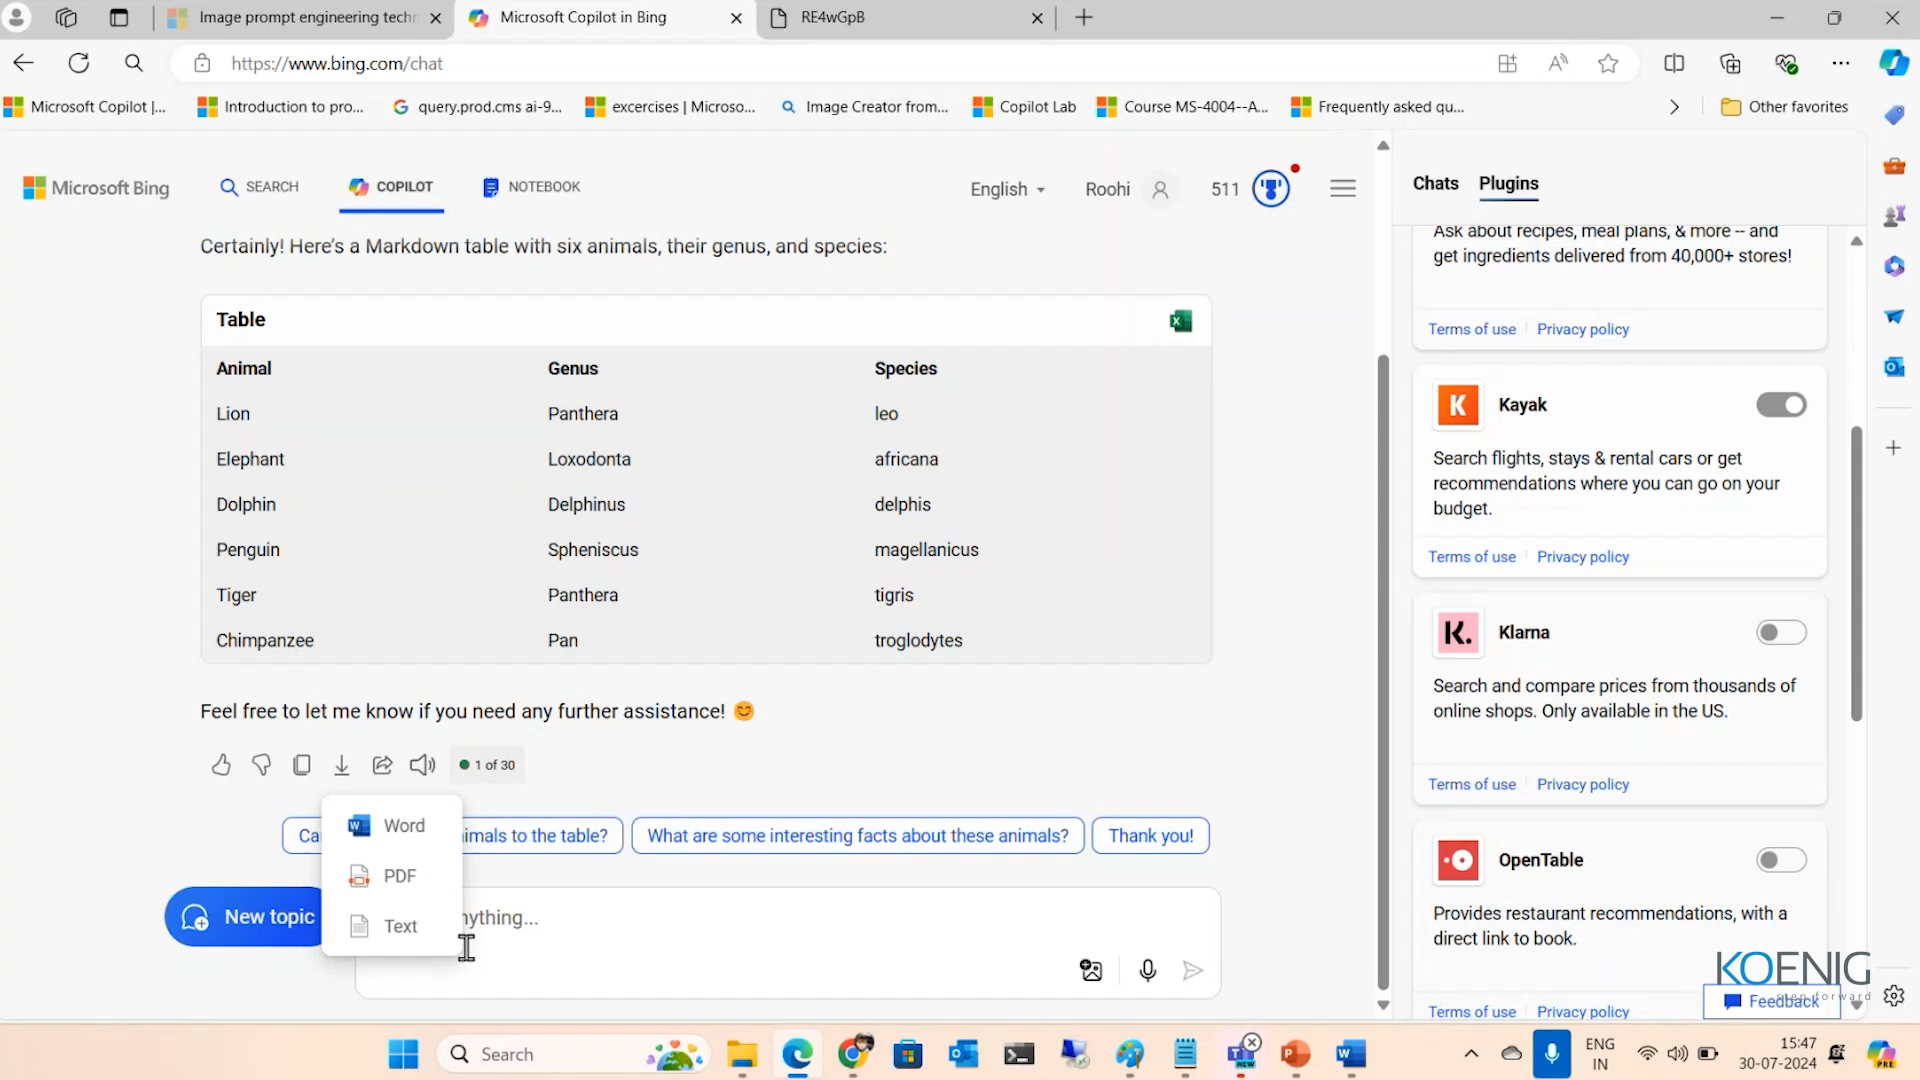 Image prompt engineering techn
Microsoft Copilot in Bing
RE4wGpB
https://www.bing.com/chat
Microsoft Copilot |...
Introduction to pro...
query.prod.cms ai-9...
excercises | Microso...
Image Creator from...
Copilot Lab
Course MS-4004--A...
Frequently asked qu...
Other favorites
Microsoft Bing
SEARCH
COPILOT
NOTEBOOK
English
Roohi
511
Certainly! Here's a Markdown table with six animals, their genus, and species:
Table
Animal Genus Species
Lion Panthera leo
Elephant Loxodonta africana
Dolphin Delphinus delphis
Penguin Spheniscus magellanicus
Tiger Panthera tigris
Chimpanzee Pan troglodytes
Feel free to let me know if you need any further assistance! 😊
1 of 30
Word
PDF
Text
Ca
imals to the table?
What are some interesting facts about these animals?
Thank you!
New topic
nything...
Chats
Plugins
Ask about recipes, meal plans, & more -- and
get ingredients delivered from 40,000+ stores!
Terms of use Privacy policy
K
Kayak
Search flights, stays & rental cars or get
recommendations where you can go on your
budget.
Terms of use Privacy policy
K.
Klarna
Search and compare prices from thousands of
online shops. Only available in the US.
Terms of use Privacy policy
OpenTable
Provides restaurant recommendations, with a
direct link to book.
Terms of use Privacy policy
KOENIG
step forward
Feedback
Search
ENG
IN
15:47
30-07-2024